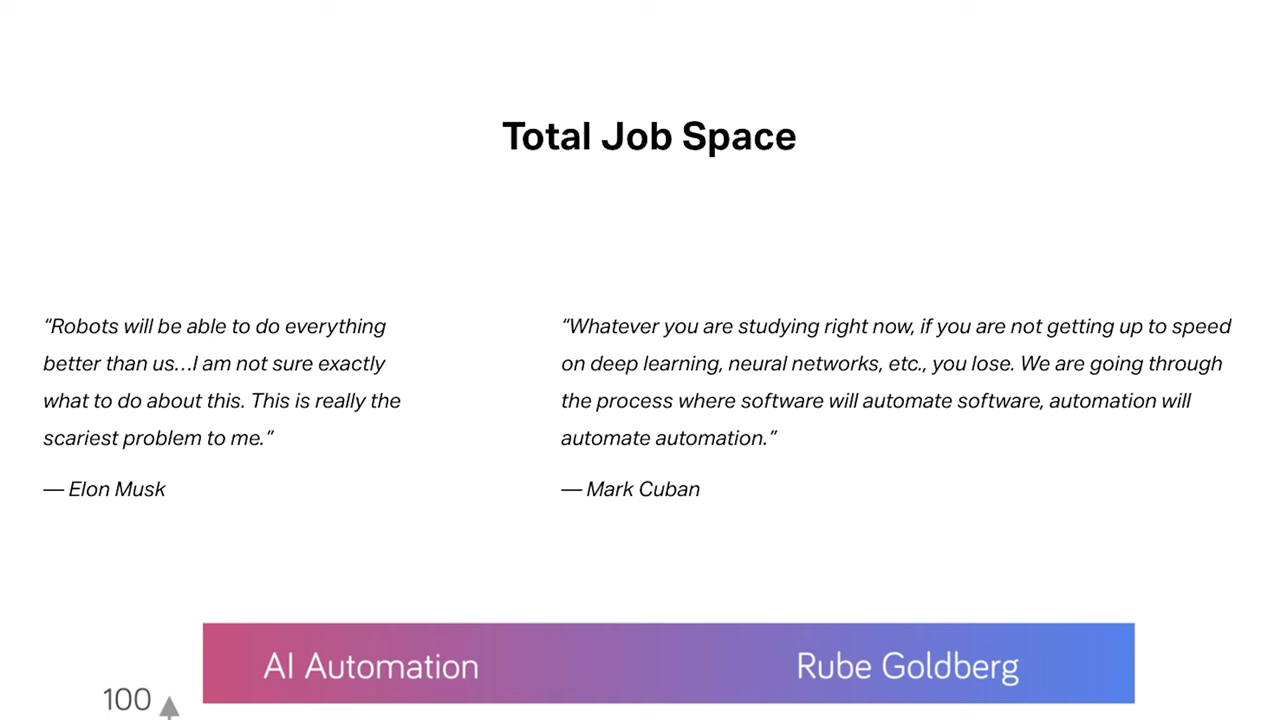 Total Job Space
“Robots will be able to do everything
better than us...I am not sure exactly
what to do about this. This is really the
scariest problem to me.”
— Elon Musk
“Whatever you are studying right now, if you are not getting up to speed
on deep learning, neural networks, etc., you lose. We are going through
the process where software will automate software, automation will
automate automation.”
— Mark Cuban
AI Automation
Rube Goldberg
100